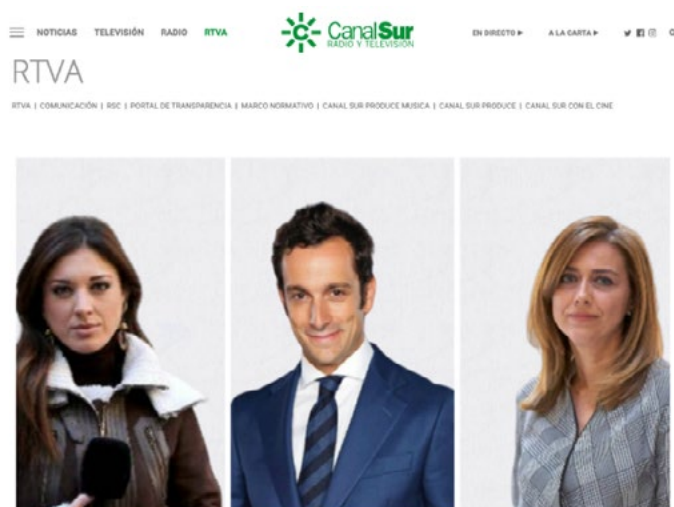 NOTICIAS TELEVISIÓN RADIO RTVA
CanalSur
RADIO Y TELEVISIÓN
EN DIRECTO A LA CARTA
RTVA
RTVA | COMUNICACIÓN | RSC | PORTAL DE TRANSPARENCIA | MARCO NORMATIVO | CANAL SUR PRODUCE MUSICA | CANAL SUR PRODUCE | CANAL SUR CON EL CINE